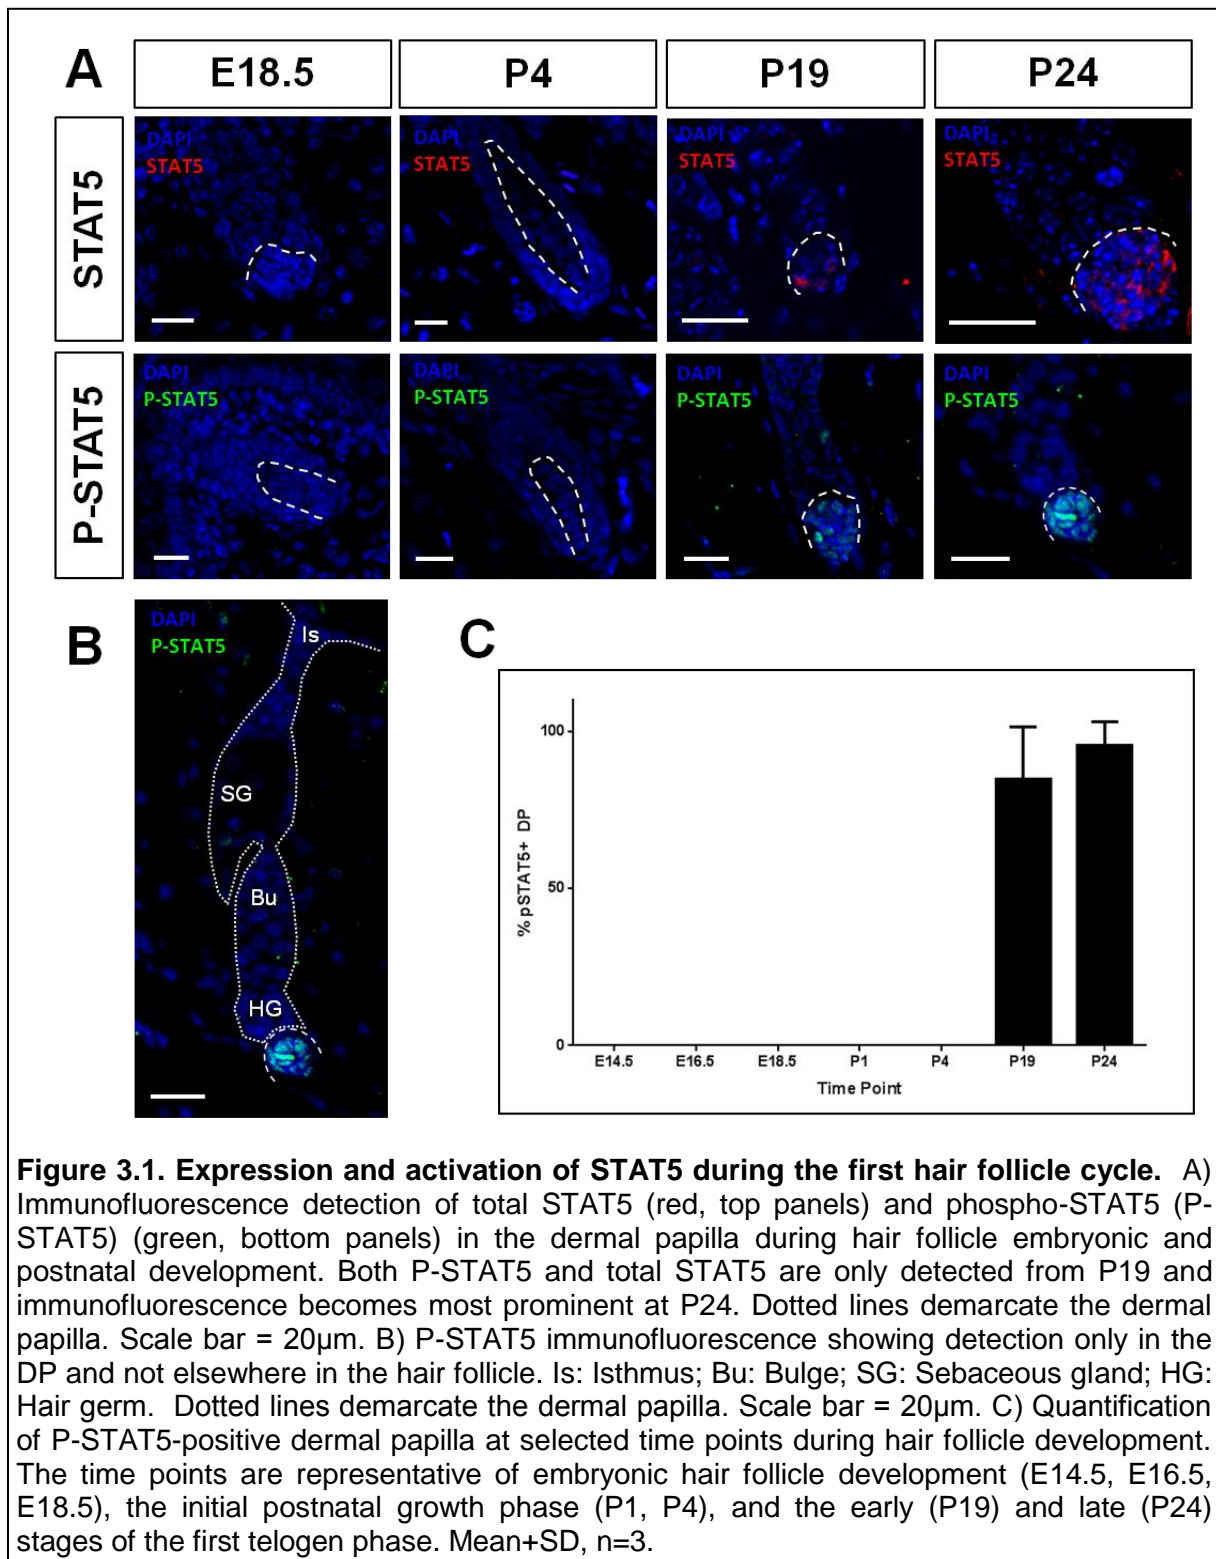 A
E18.5
P4
P19
P24
STAT5
DAPI
STAT5
DAPI
STAT5
DAPI
STAT5
DAPI
STAT5
P-STAT5
DAPI
P-STAT5
DAPI
P-STAT5
DAPI
P-STAT5
DAPI
P-STAT5
B
DAPI
P-STAT5
Is
SG
Bu
HG
C
100
50
0
%pSTAT5+ DP
E14.5
E16.5
E18.5
P1
P4
P19
P24
Time Point
Figure 3.1. Expression and activation of STAT5 during the first hair follicle cycle. A)
Immunofluorescence detection of total STAT5 (red, top panels) and phospho-STAT5 (P-
STAT5) (green, bottom panels) in the dermal papilla during hair follicle embryonic and
postnatal development. Both P-STAT5 and total STAT5 are only detected from P19 and
immunofluorescence becomes most prominent at P24. Dotted lines demarcate the dermal
papilla. Scale bar = 20µm. B) P-STAT5 immunofluorescence showing detection only in the
DP and not elsewhere in the hair follicle. Is: Isthmus; Bu: Bulge; SG: Sebaceous gland; HG:
Hair germ. Dotted lines demarcate the dermal papilla. Scale bar = 20µm. C) Quantification
of P-STAT5-positive dermal papilla at selected time points during hair follicle development.
The time points are representative of embryonic hair follicle development (E14.5, E16.5,
E18.5), the initial postnatal growth phase (P1, P4), and the early (P19) and late (P24)
stages of the first telogen phase. Mean+SD, n=3.